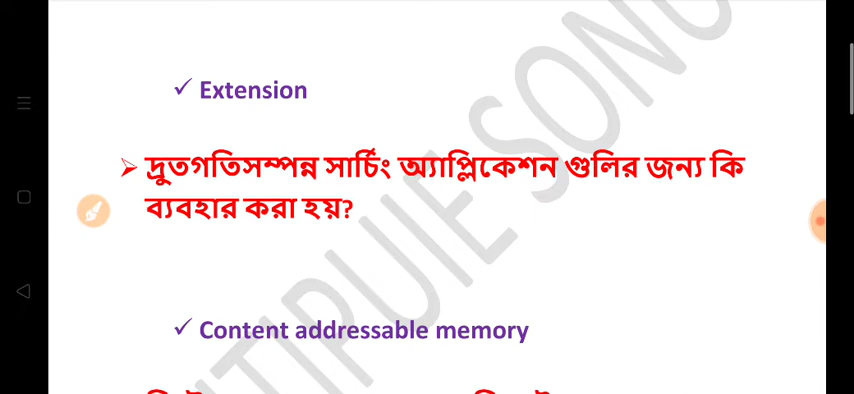 ✓ Extension
➢ দ্রুতগতিসম্পন্ন সার্চিং অ্যাপ্লিকেশন গুলির জন্য কি
ব্যবহার করা হয়?
✓ Content addressable memory